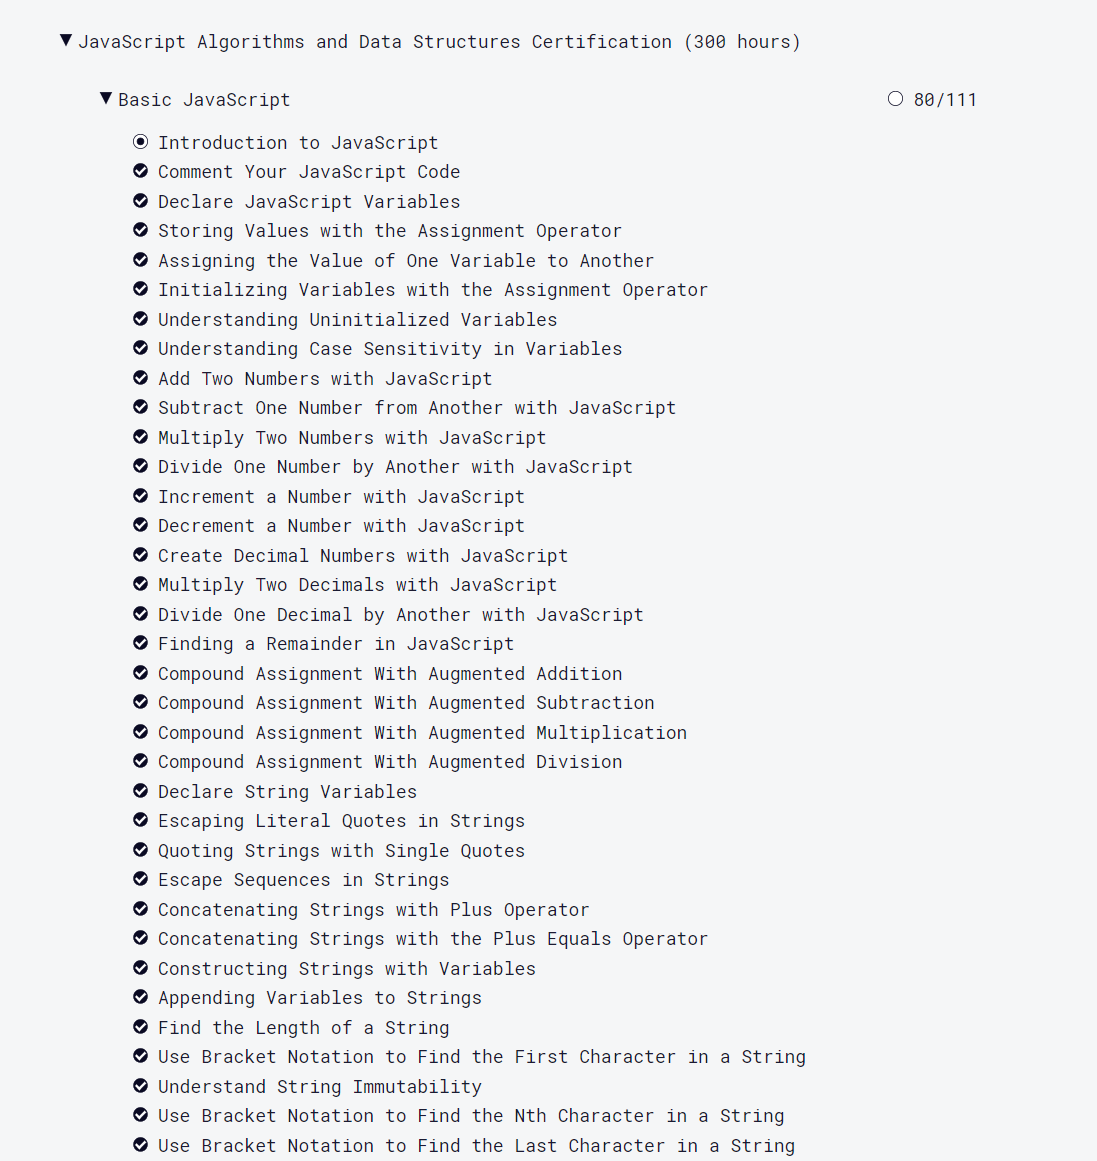 JavaScript Algorithms and Data Structures Certification (300 hours)
Basic JavaScript 80/111
Introduction to JavaScript
Comment Your JavaScript Code
Declare JavaScript Variables
Storing Values with the Assignment Operator
Assigning the Value of One Variable to Another
Initializing Variables with the Assignment Operator
Understanding Uninitialized Variables
Understanding Case Sensitivity in Variables
Add Two Numbers with JavaScript
Subtract One Number from Another with JavaScript
Multiply Two Numbers with JavaScript
Divide One Number by Another with JavaScript
Increment a Number with JavaScript
Decrement a Number with JavaScript
Create Decimal Numbers with JavaScript
Multiply Two Decimals with JavaScript
Divide One Decimal by Another with JavaScript
Finding a Remainder in JavaScript
Compound Assignment With Augmented Addition
Compound Assignment With Augmented Subtraction
Compound Assignment With Augmented Multiplication
Compound Assignment With Augmented Division
Declare String Variables
Escaping Literal Quotes in Strings
Quoting Strings with Single Quotes
Escape Sequences in Strings
Concatenating Strings with Plus Operator
Concatenating Strings with the Plus Equals Operator
Constructing Strings with Variables
Appending Variables to Strings
Find the Length of a String
Use Bracket Notation to Find the First Character in a String
Understand String Immutability
Use Bracket Notation to Find the Nth Character in a String
Use Bracket Notation to Find the Last Character in a String